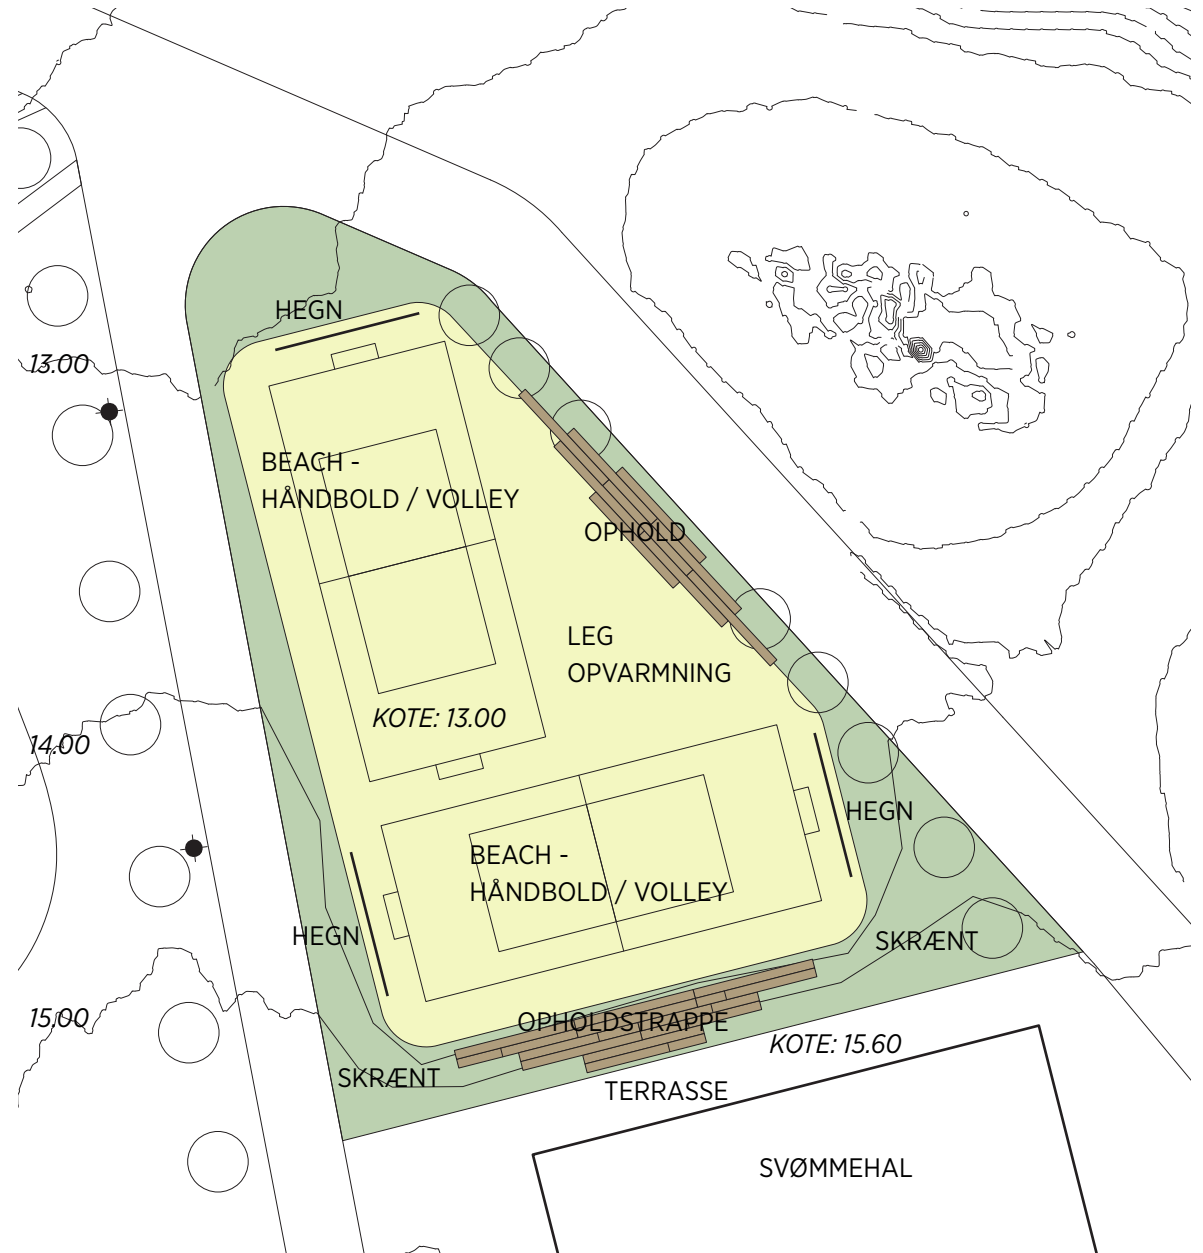 HEGN
13.00
BEACH -
HÅNDBOLD / VOLLEY
OPHOLD
LEG
OPVARMNING
KOTE: 13.00
14.00
HEGN
BEACH -
HÅNDBOLD / VOLLEY
HEGN
SKRÆNT
15.00
OPHOLDSTRAPPE
KOTE: 15.60
SKRÆNT
TERRASSE
SVØMMEHAL